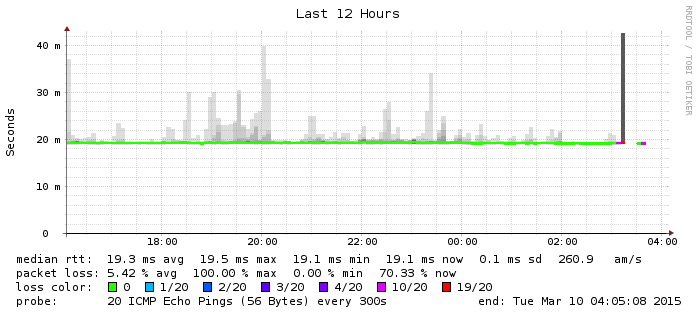 Last 12 Hours
RRDTOOL / TOBI OETIKER
Seconds
40 m
30 m
20 m
10 m
0
18:00 20:00 22:00 00:00 02:00 04:00
median rtt: 19.3 ms avg 19.5 ms max 19.1 ms min 19.1 ms now 0.1 ms sd 260.9 am/s
packet loss: 5.42 % avg 100.00 % max 0.00 % min 70.33 % now
loss color: 0 1/20 2/20 3/20 4/20 10/20 19/20
probe: 20 ICMP Echo Pings (56 Bytes) every 300s end: Tue Mar 10 04:05:08 2015